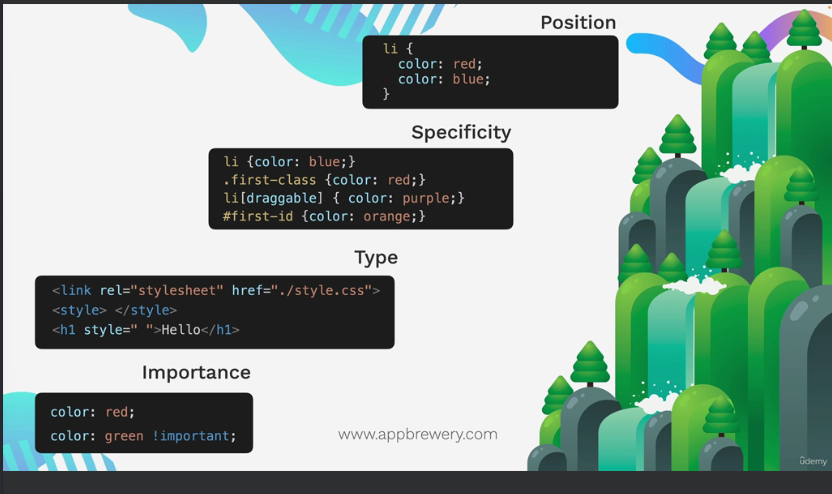 Position
li {
color: red;
color: blue;
}
Specificity
li {color: blue;}
.first-class {color: red;}
li[draggable] { color: purple;}
#first-id {color: orange;}
Type
<link rel="stylesheet" href="./style.css">
<style> </style>
<h1 style=" ">Hello</h1>
Importance
color: red;
color: green !important;
www.appbrewery.com
ûdemy